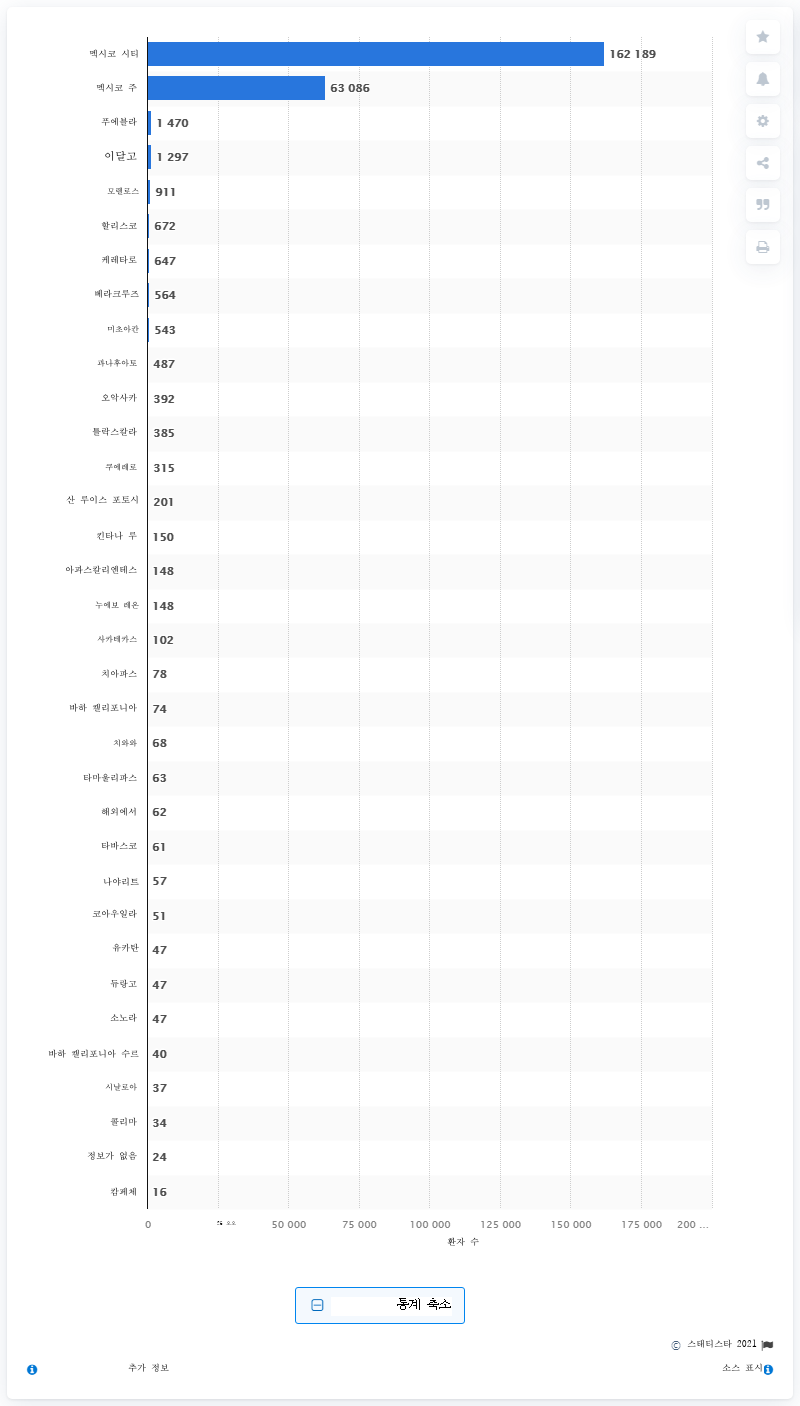 멕시코 시티 162 189
멕시코 주 63 086
푸에블라 1 470
이달고 1 297
모렐로스 911
할리스코 672
케레타로 647
베라크루즈 564
미초아칸 543
과나후아토 487
오악사카 392
틀락스칼라 385
쿠에레로 315
산 루이스 포토시 201
킨타나 루 150
아과스칼리엔테스 148
누에보 레온 148
사카테카스 102
치아파스 78
바하 캘리포니아 74
치와와 68
타마울리파스 63
해외에서 62
타바스코 61
나야리트 57
코아우일라 51
유카탄 47
듀랑고 47
소노라 47
바하 캘리포니아 수르 40
시날로아 37
콜리마 34
정보가 없음 24
캄페체 16
0 50 000 75 000 100 000 125 000 150 000 175 000 200 ...
환자 수
통계 축소
© 스태티스타 2021
추가 정보 소스 표시